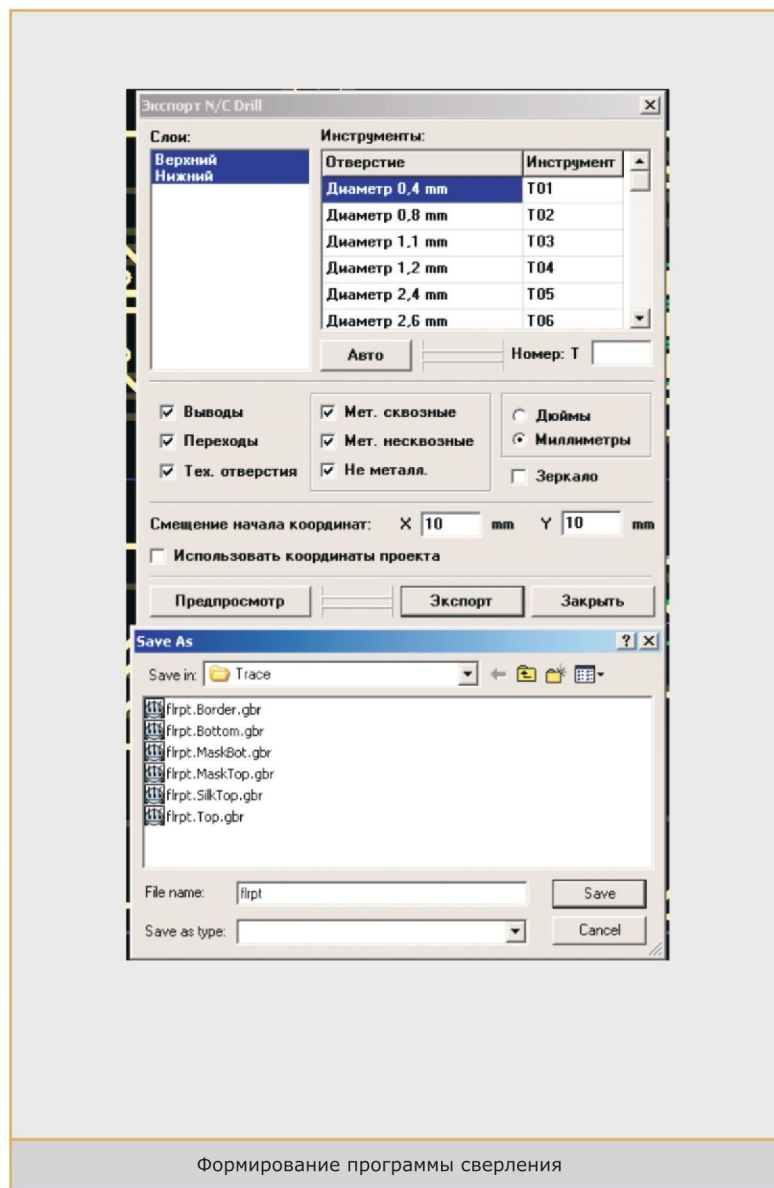 Экспорт N/C Drill
Слои:
Инструменты:
Верхний
Нижний
Отверстие Инструмент
Диаметр 0,4 mm T01
Диаметр 0,8 mm T02
Диаметр 1,1 mm T03
Диаметр 1,2 mm T04
Диаметр 2,4 mm T05
Диаметр 2,6 mm T06
Авто
Номер: T
Выводы
Переходы
Тех. отверстия
Мет. сквозные
Мет. несквозные
Не металл.
Дюймы
Миллиметры
Зеркало
Смещение начала координат: X 10 mm Y 10 mm
Использовать координаты проекта
Предпросмотр Экспорт Закрыть
Save As
Save in: Trace
flrpt.Border.gbr
flrpt.Bottom.gbr
flrpt.MaskBot.gbr
flrpt.MaskTop.gbr
flrpt.SilkTop.gbr
flrpt.Top.gbr
File name: flrpt Save
Save as type: Cancel
Формирование программы сверления